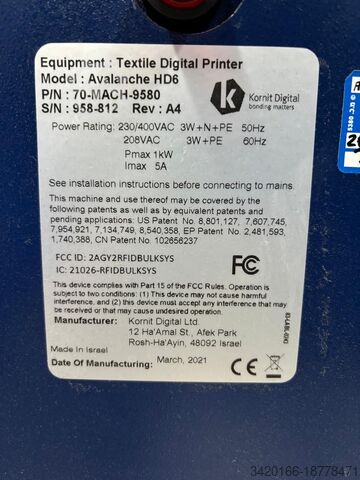 Equipment : Textile Digital Printer
Model : Avalanche HD6
P/N : 70-MACH-9580
S/N : 958-812 Rev : A4
Kornit Digital
bonding matters
Power Rating: 230/400VAC 3W+N+PE 50Hz
208VAC 3W+PE 60Hz
Pmax 1kW
Imax 5A
See installation instructions before connecting to mains.
This machine and use thereof may be covered by the
following patents as well as by equivalent patents and
pending applications: US Patent No. 8,801,127, 7,607,745,
7,954,921, 7,134,749, 8,540,358, EP Patent No. 2,481,593,
1,740,388, CN Patent No. 102656237
FCC ID: 2AGY2RFIDBULKSYS
IC: 21026-RFIDBULKSYS
FC
This device complies with Part 15 of the FCC Rules. Operation is
subject to two conditions: (1) This device may not cause harmful
interference, and (2) this device must accept any interference that
may be received or that may cause undesired operation.
Manufacturer: Kornit Digital Ltd.
12 Ha'Amal St., Afek Park
Rosh-Ha'Ayin, 48092 Israel
Made in Israel
Date Of Manufacturing: March, 2021
3420166-18778471